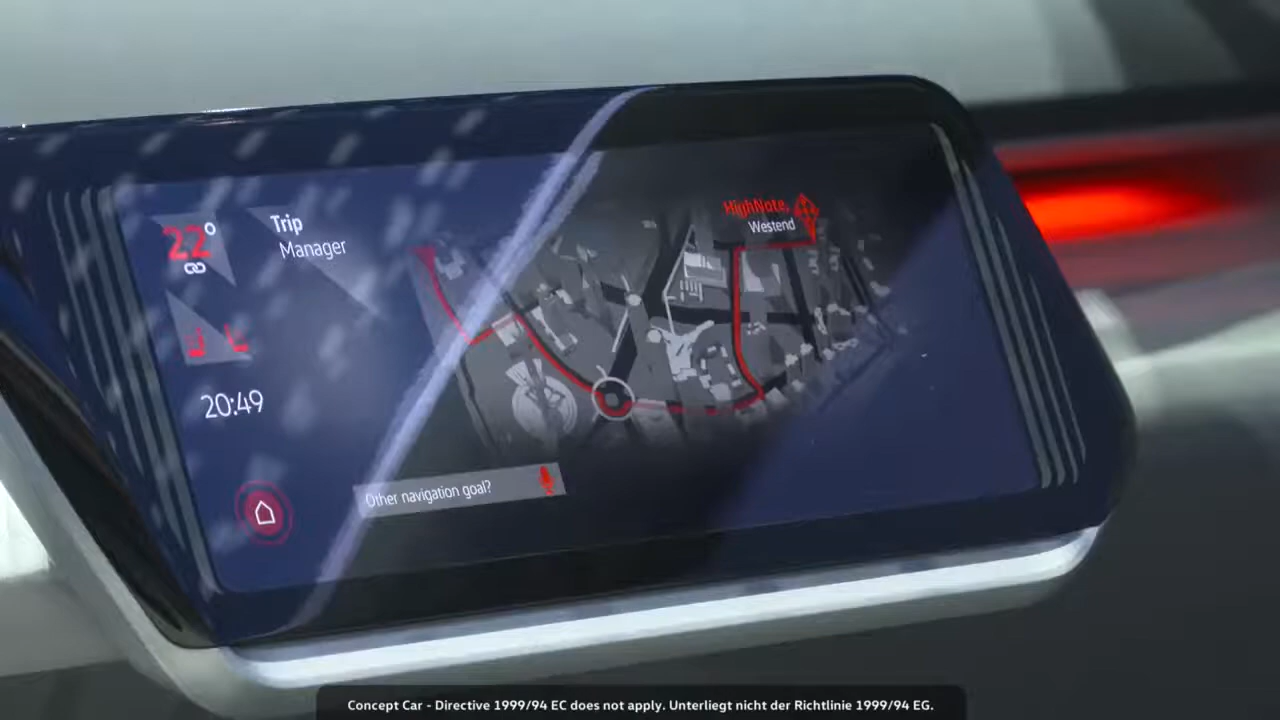 22°
Trip
Manager
HighNote,
Westend
20:49
Other navigation goal?
Concept Car - Directive 1999/94 EC does not apply. Unterliegt nicht der Richtlinie 1999/94 EG.